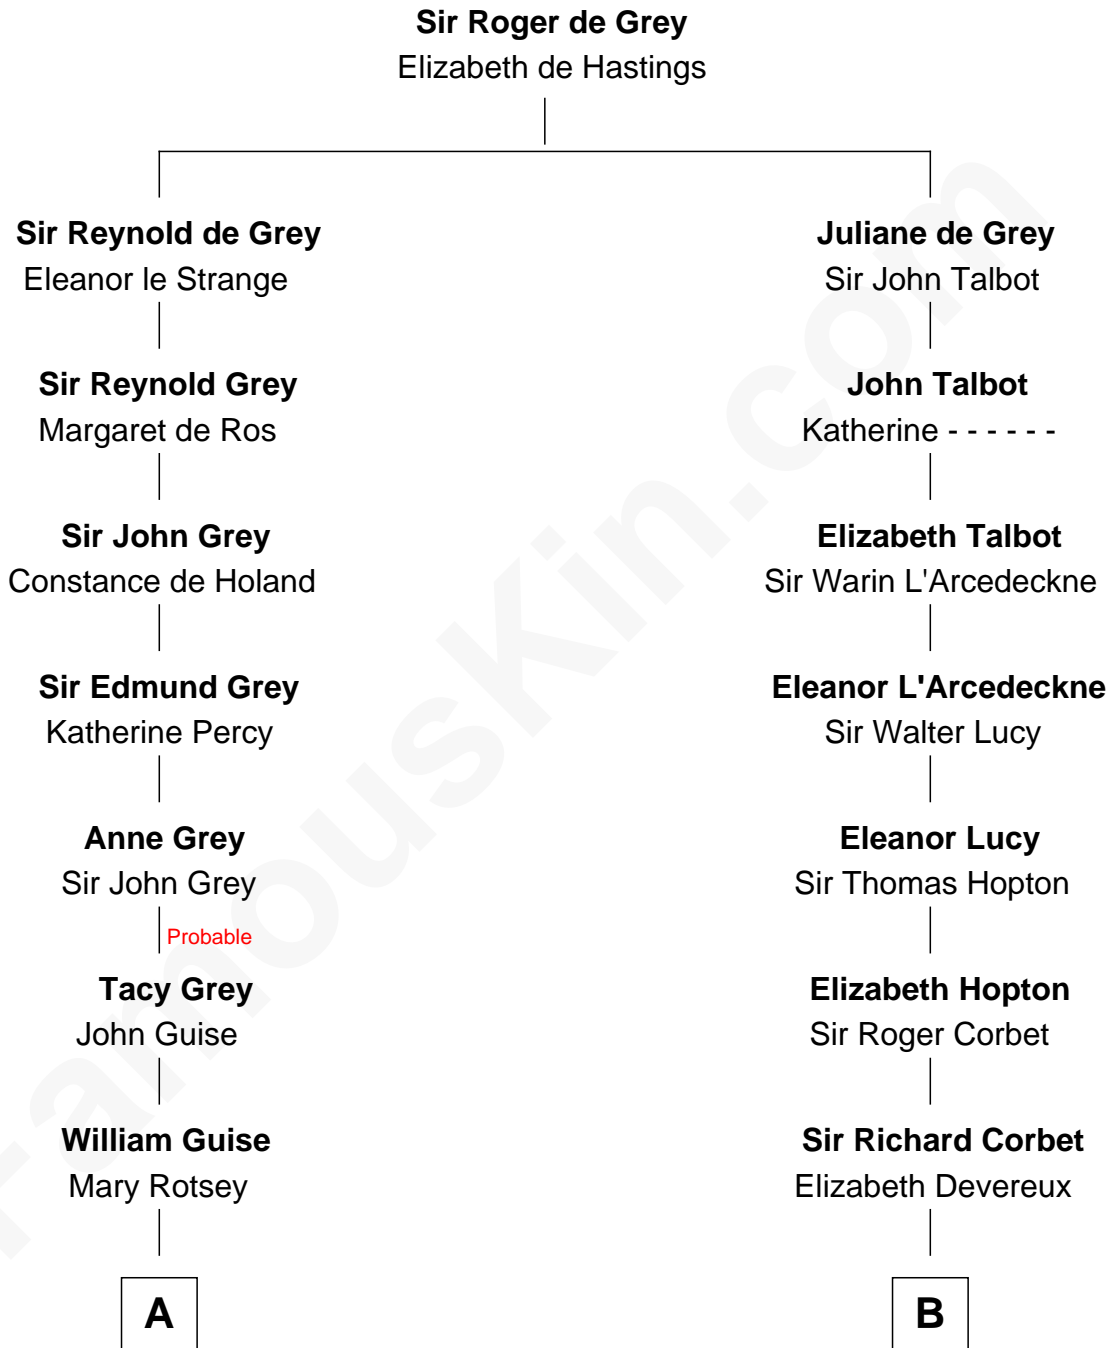 Sir Roger de Grey
Elizabeth de Hastings
Sir Reynold de Grey
Eleanor le Strange
Juliane de Grey
Sir John Talbot
Sir Reynold Grey
Margaret de Ros
John Talbot
Katherine - - - - - -
Sir John Grey
Constance de Holand
Elizabeth Talbot
Sir Warin L'Arcedeckne
Sir Edmund Grey
Katherine Percy
Eleanor L'Arcedeckne
Sir Walter Lucy
Anne Grey
Sir John Grey
Eleanor Lucy
Sir Thomas Hopton
Probable
Tacy Grey
John Guise
Elizabeth Hopton
Sir Roger Corbet
William Guise
Mary Rotsey
Sir Richard Corbet
Elizabeth Devereux
A
B
FamousKin.com